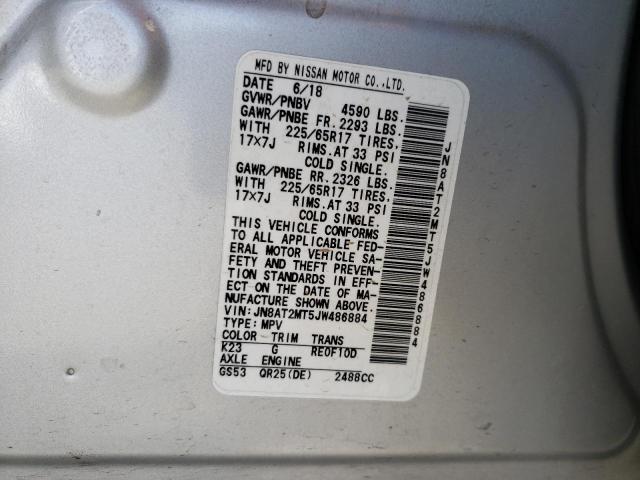 MFD BY NISSAN MOTOR CO.,LTD.
DATE 6/18
GVWR/PNBV 4590 LBS.
GAWR/PNBE FR. 2293 LBS.
WITH 225/65R17 TIRES,
17×7J RIMS.AT 33 PSI
COLD SINGLE.
GAWR/PNBE RR. 2326 LBS.
WITH 225/65R17 TIRES,
17×7J RIMS.AT 33 PSI
COLD SINGLE.
THIS VEHICLE CONFORMS
TO ALL APPLICABLE FED-
ERAL MOTOR VEHICLE SA-
FETY AND THEFT PREVEN-
TION STANDARDS IN EFF-
ECT ON THE DATE OF MA-
NUFACTURE SHOWN ABOVE.
VIN:JN8AT2MT5JW486884
TYPE: MPV
COLOR TRIM TRANS
K23 G RE0F10D
AXLE ENGINE
GS53 QR25(DE) 2488CC
JN8AT2MT5JW486884